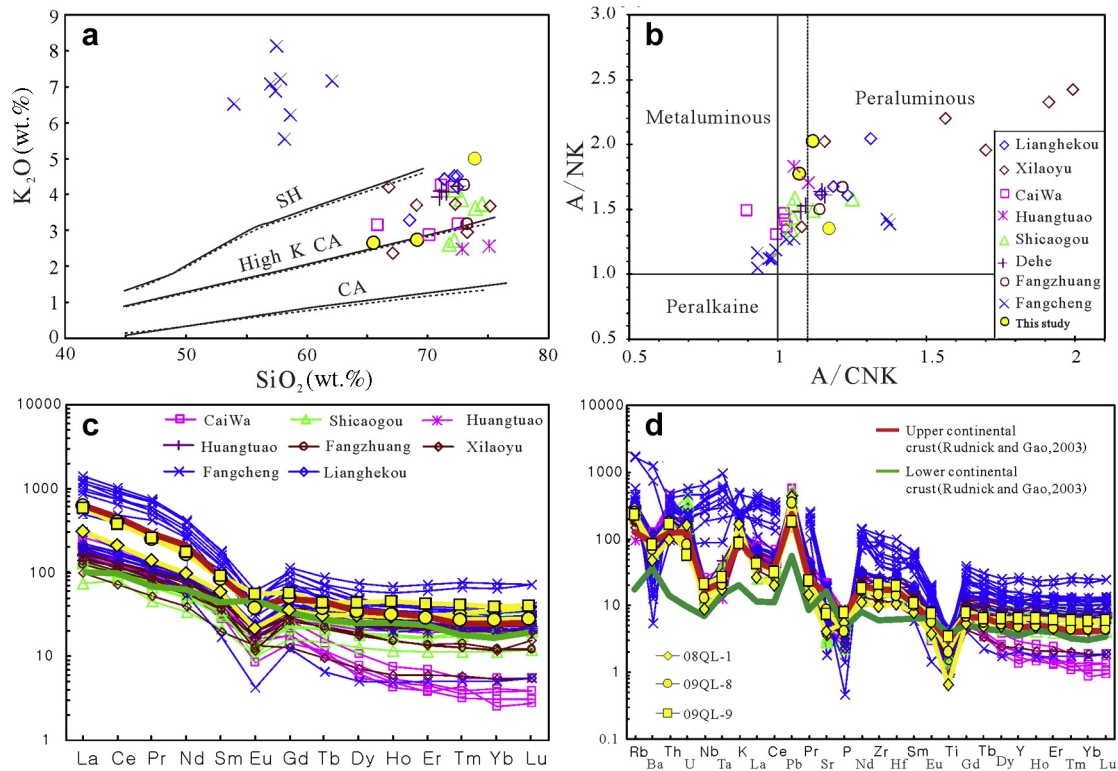 a
9
8
7
6
5
4
3
2
1
0
K2O (wt.%)
SH
High K CA
CA
40 50 60 70 80
SiO2 (wt.%)
b
3.0
2.5
2.0
1.5
1.0
0.5
A/NK
Metaluminous
Peraluminous
Peralkaine
Lianghekou
Xilaoyu
CaiWa
Huangtuao
Shicaogou
Dehe
Fangzhuang
Fangcheng
This study
0.5 1 1.5 2
A/CNK
c
10000
1000
100
10
1
CaiWa Shicaogou Huangtuao
Huangtuao Fangzhuang Xilaoyu
Fangcheng Lianghekou
La Ce Pr Nd Sm Eu Gd Tb Dy Ho Er Tm Yb Lu
d
10000
1000
100
10
1
0.1
Upper continental
crust(Rudnick and Gao,2003)
Lower continental
crust(Rudnick and Gao,2003)
08QL-1
09QL-8
09QL-9
Rb Th Nb K Ce Pr P Zr Sm Ti Tb Y Er Yb
Ba U Ta La Pb Sr Nd Hf Eu Gd Dy Ho Tm Lu